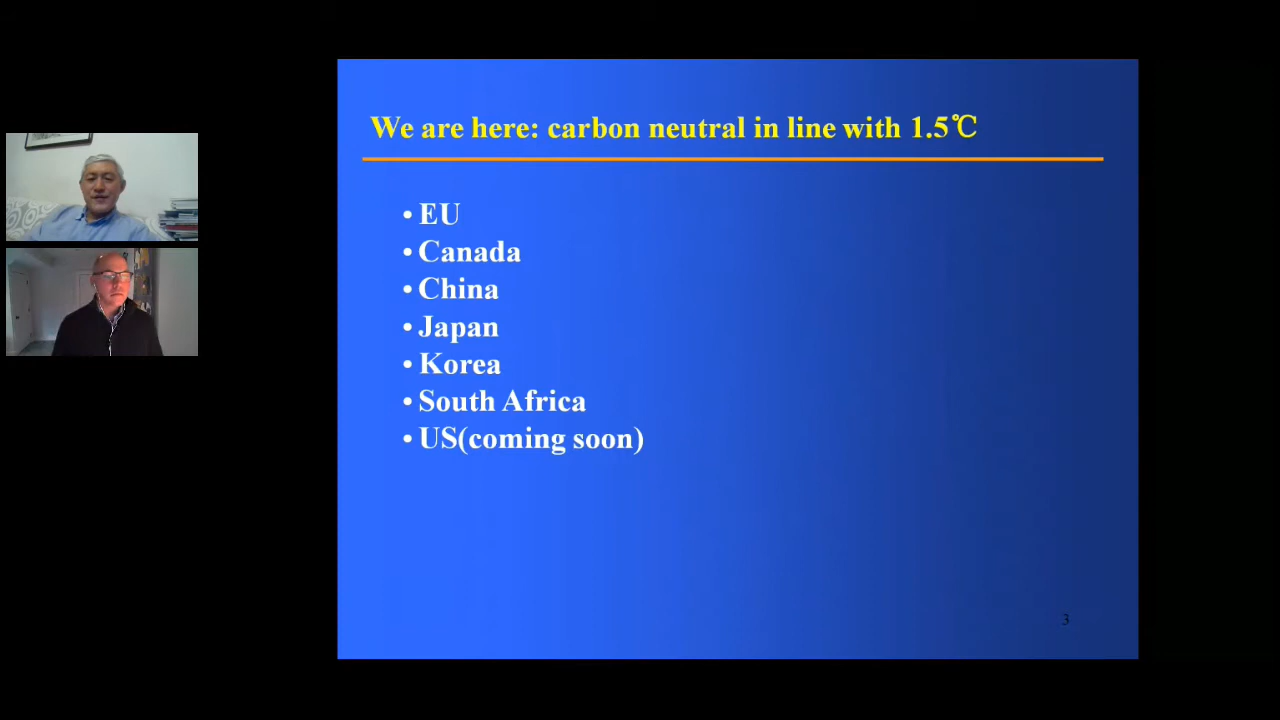 We are here: carbon neutral in line with 1.5℃
• EU
• Canada
• China
• Japan
• Korea
• South Africa
• US(coming soon)
3